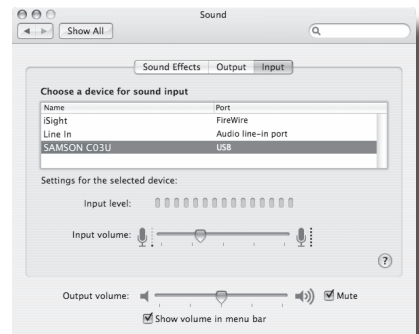 Sound
Show All
Sound Effects Output Input
Choose a device for sound input
Name Port
iSight FireWire
Line In Audio line-in port
SAMSON C03U USB
Settings for the selected device:
Input level:
Input volume:
?
Output volume: Mute
Show volume in menu bar